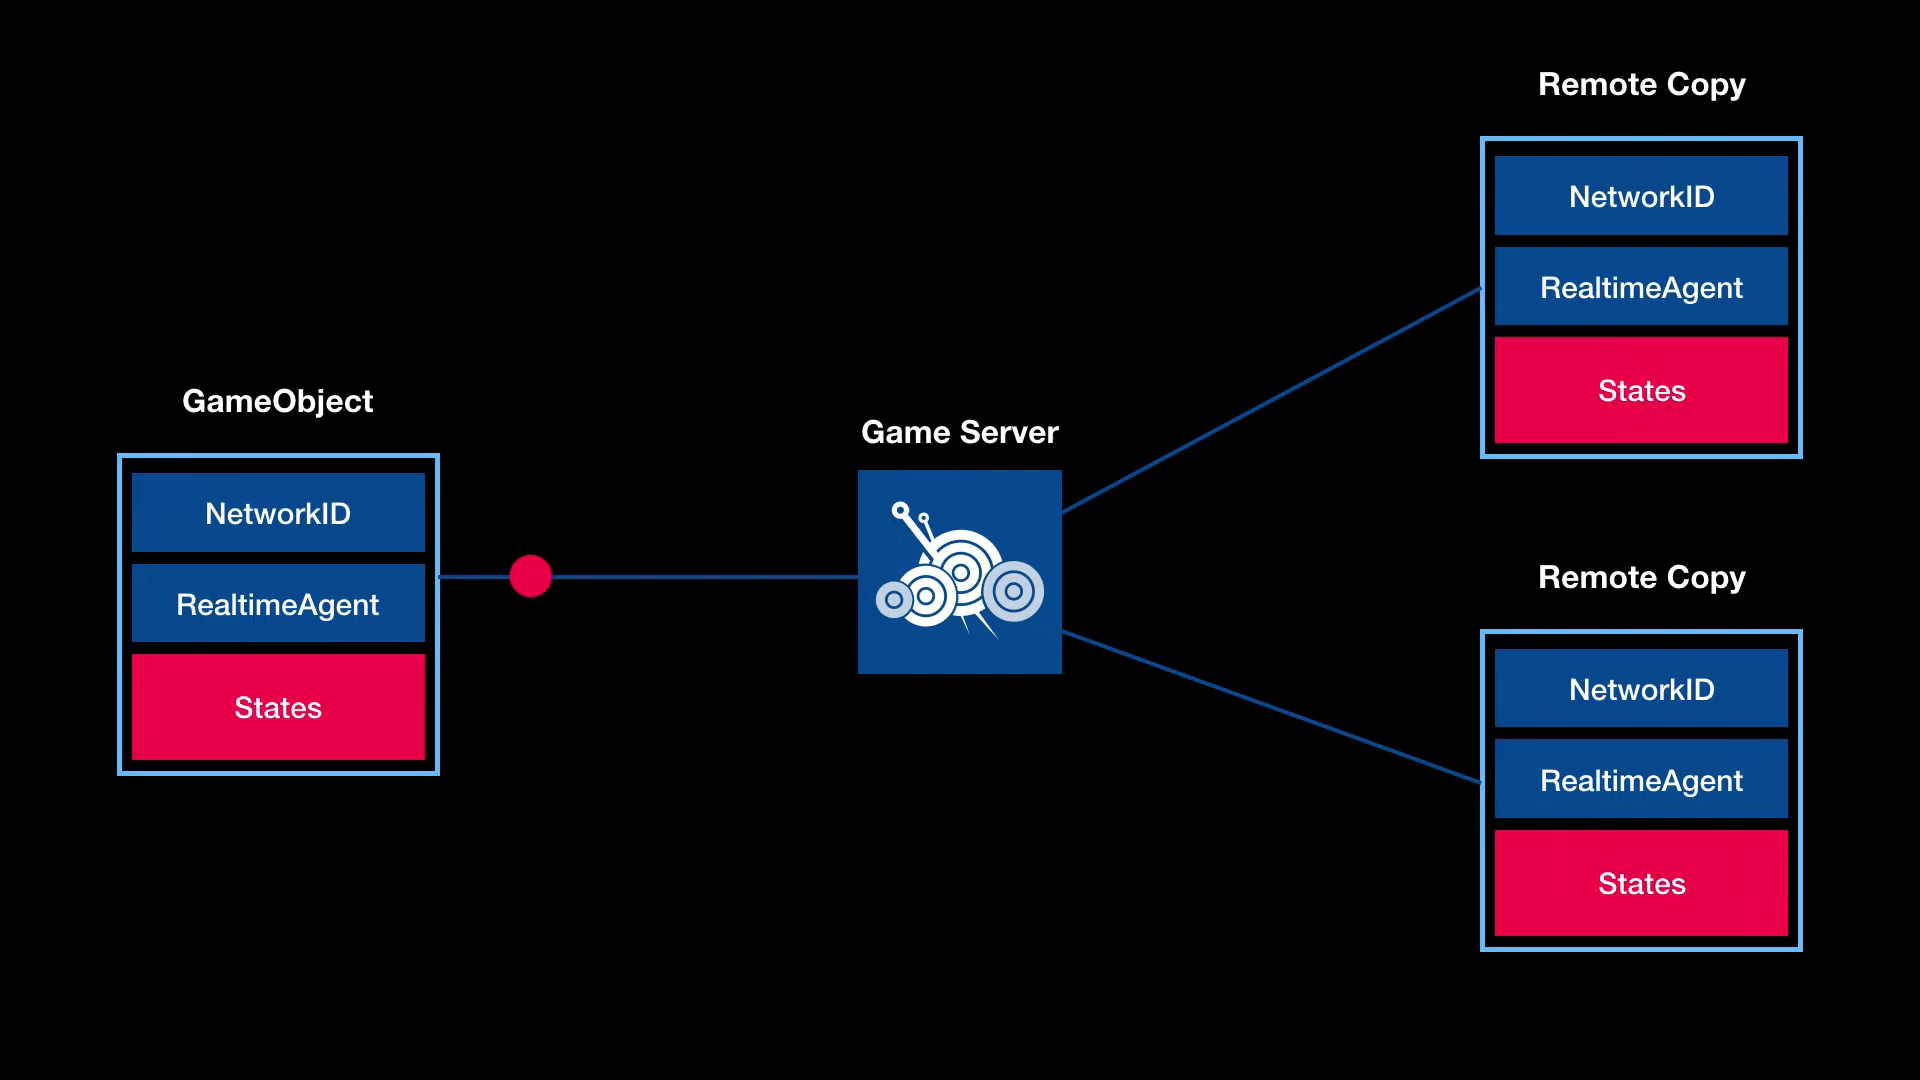 GameObject
NetworkID
RealtimeAgent
States
Game Server
Remote Copy
NetworkID
RealtimeAgent
States
Remote Copy
NetworkID
RealtimeAgent
States